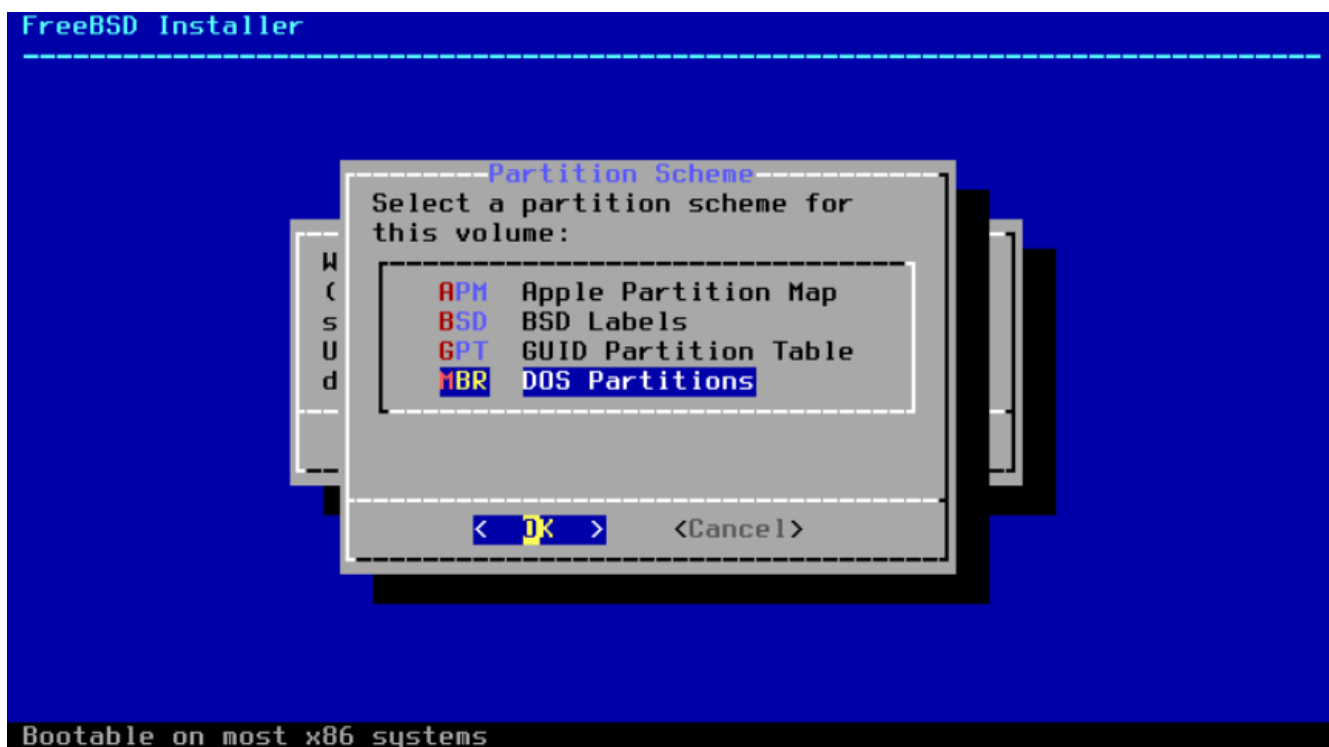 FreeBSD Installer
Partition Scheme
Select a partition scheme for
this volume:
W
(
s
U
d
APM Apple Partition Map
BSD BSD Labels
GPT GUID Partition Table
MBR DOS Partitions
< OK > <Cancel>
Bootable on most x86 systems